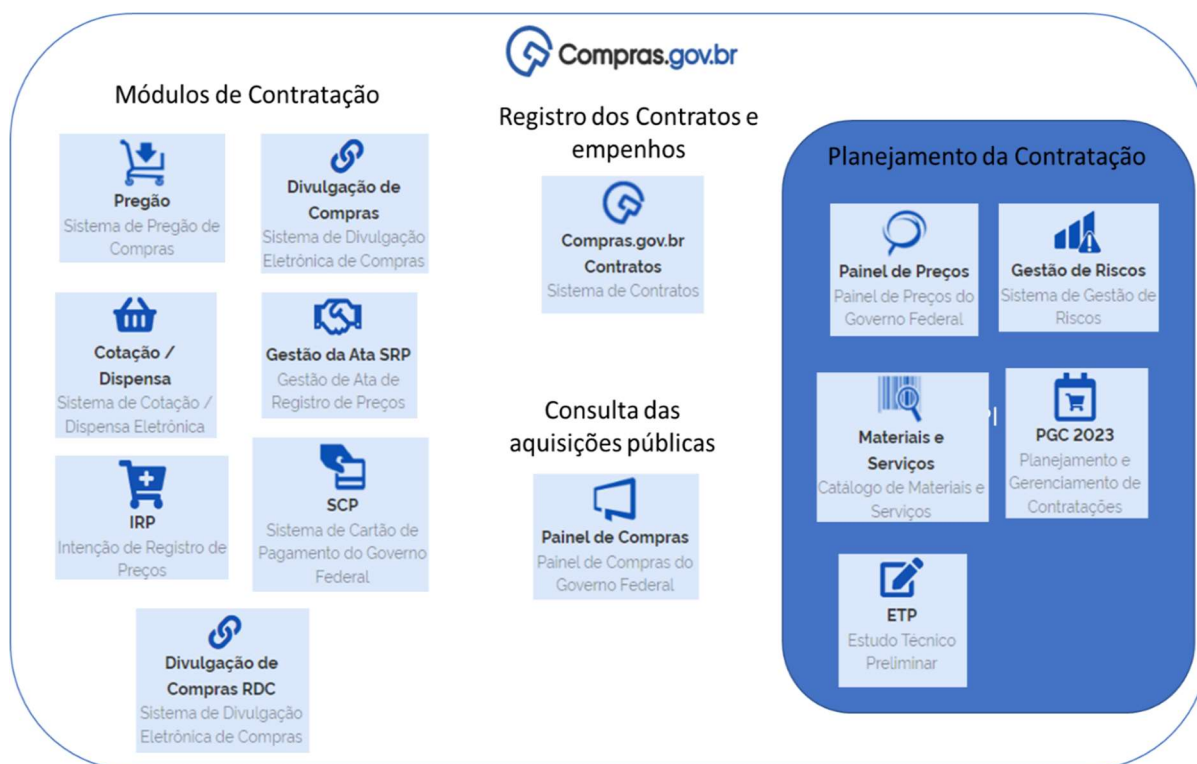 Compras.gov.br
Módulos de Contratação
Pregão
Sistema de Pregão de
Compras
Divulgação de
Compras
Sistema de Divulgação
Eletrônica de Compras
Cotação /
Dispensa
Sistema de Cotação /
Dispensa Eletrônica
Gestão da Ata SRP
Gestão de Ata de
Registro de Preços
IRP
Intenção de Registro de
Preços
SCP
Sistema de Cartão de
Pagamento do Governo
Federal
Divulgação de
Compras RDC
Sistema de Divulgação
Eletrônica de Compras
Registro dos Contratos e
empenhos
Compras.gov.br
Contratos
Sistema de Contratos
Consulta das
aquisições públicas
Painel de Compras
Painel de Compras do
Governo Federal
Planejamento da Contratação
Painel de Preços
Painel de Preços do
Governo Federal
Gestão de Riscos
Sistema de Gestão de
Riscos
Materiais e
Serviços
Catálogo de Materiais e
Serviços
PGC 2023
Planejamento e
Gerenciamento de
Contratações
ETP
Estudo Técnico
Preliminar